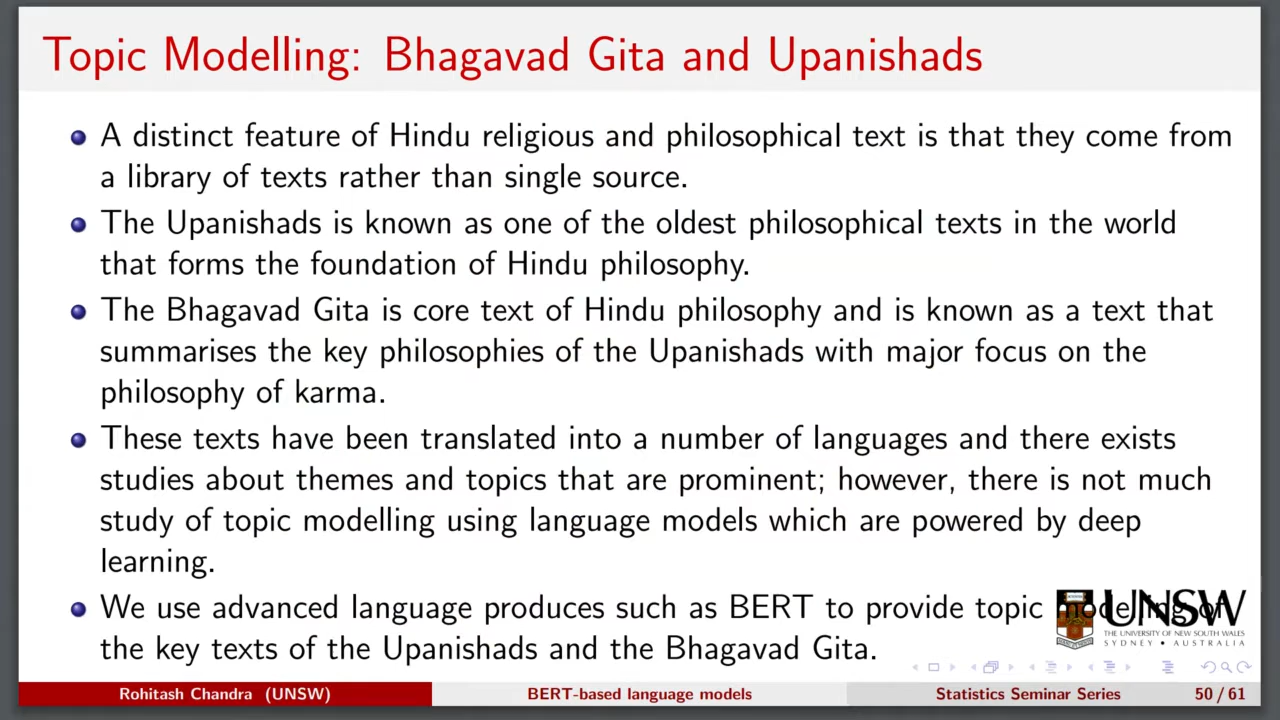 Topic Modelling: Bhagavad Gita and Upanishads
A distinct feature of Hindu religious and philosophical text is that they come from
a library of texts rather than single source.
The Upanishads is known as one of the oldest philosophical texts in the world
that forms the foundation of Hindu philosophy.
The Bhagavad Gita is core text of Hindu philosophy and is known as a text that
summarises the key philosophies of the Upanishads with major focus on the
philosophy of karma.
These texts have been translated into a number of languages and there exists
studies about themes and topics that are prominent; however, there is not much
study of topic modelling using language models which are powered by deep
learning.
We use advanced language produces such as BERT to provide topic modelling of
the key texts of the Upanishads and the Bhagavad Gita.
UNSW
THE UNIVERSITY OF NEW SOUTH WALES
SYDNEY • AUSTRALIA
Rohitash Chandra (UNSW) BERT-based language models Statistics Seminar Series 50 / 61